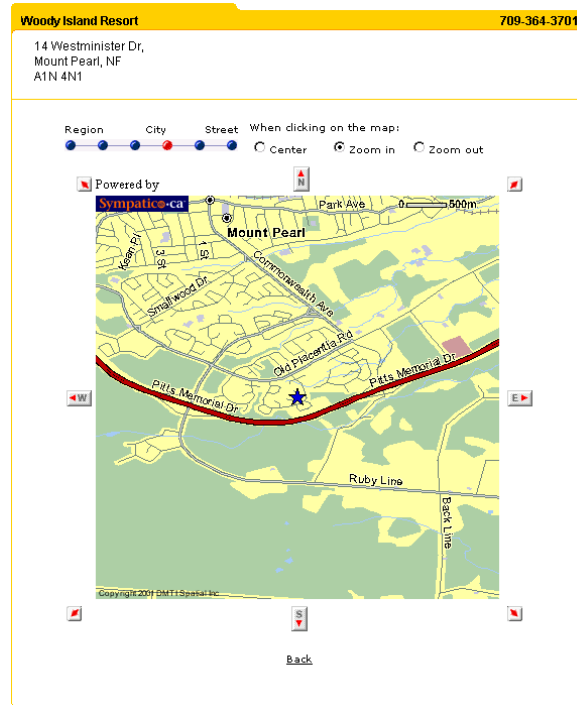 Woody Island Resort 709-364-3701
14 Westminister Dr,
Mount Pearl, NF
A1N 4N1
Region City Street When clicking on the map:
Center Zoom in Zoom out
N
Powered by
Sympatico·ca
Park Ave 0 500m
Mount Pearl
Kean Pl
1 St
3 St
Commonwealth Ave
Smallwood Dr
Old Placentia Rd
Pitts Memorial Dr
Pitts Memorial Dr
W
E
Ruby Line
Back Line
Copyright 2001 DMTI Spatial Inc
S
Back